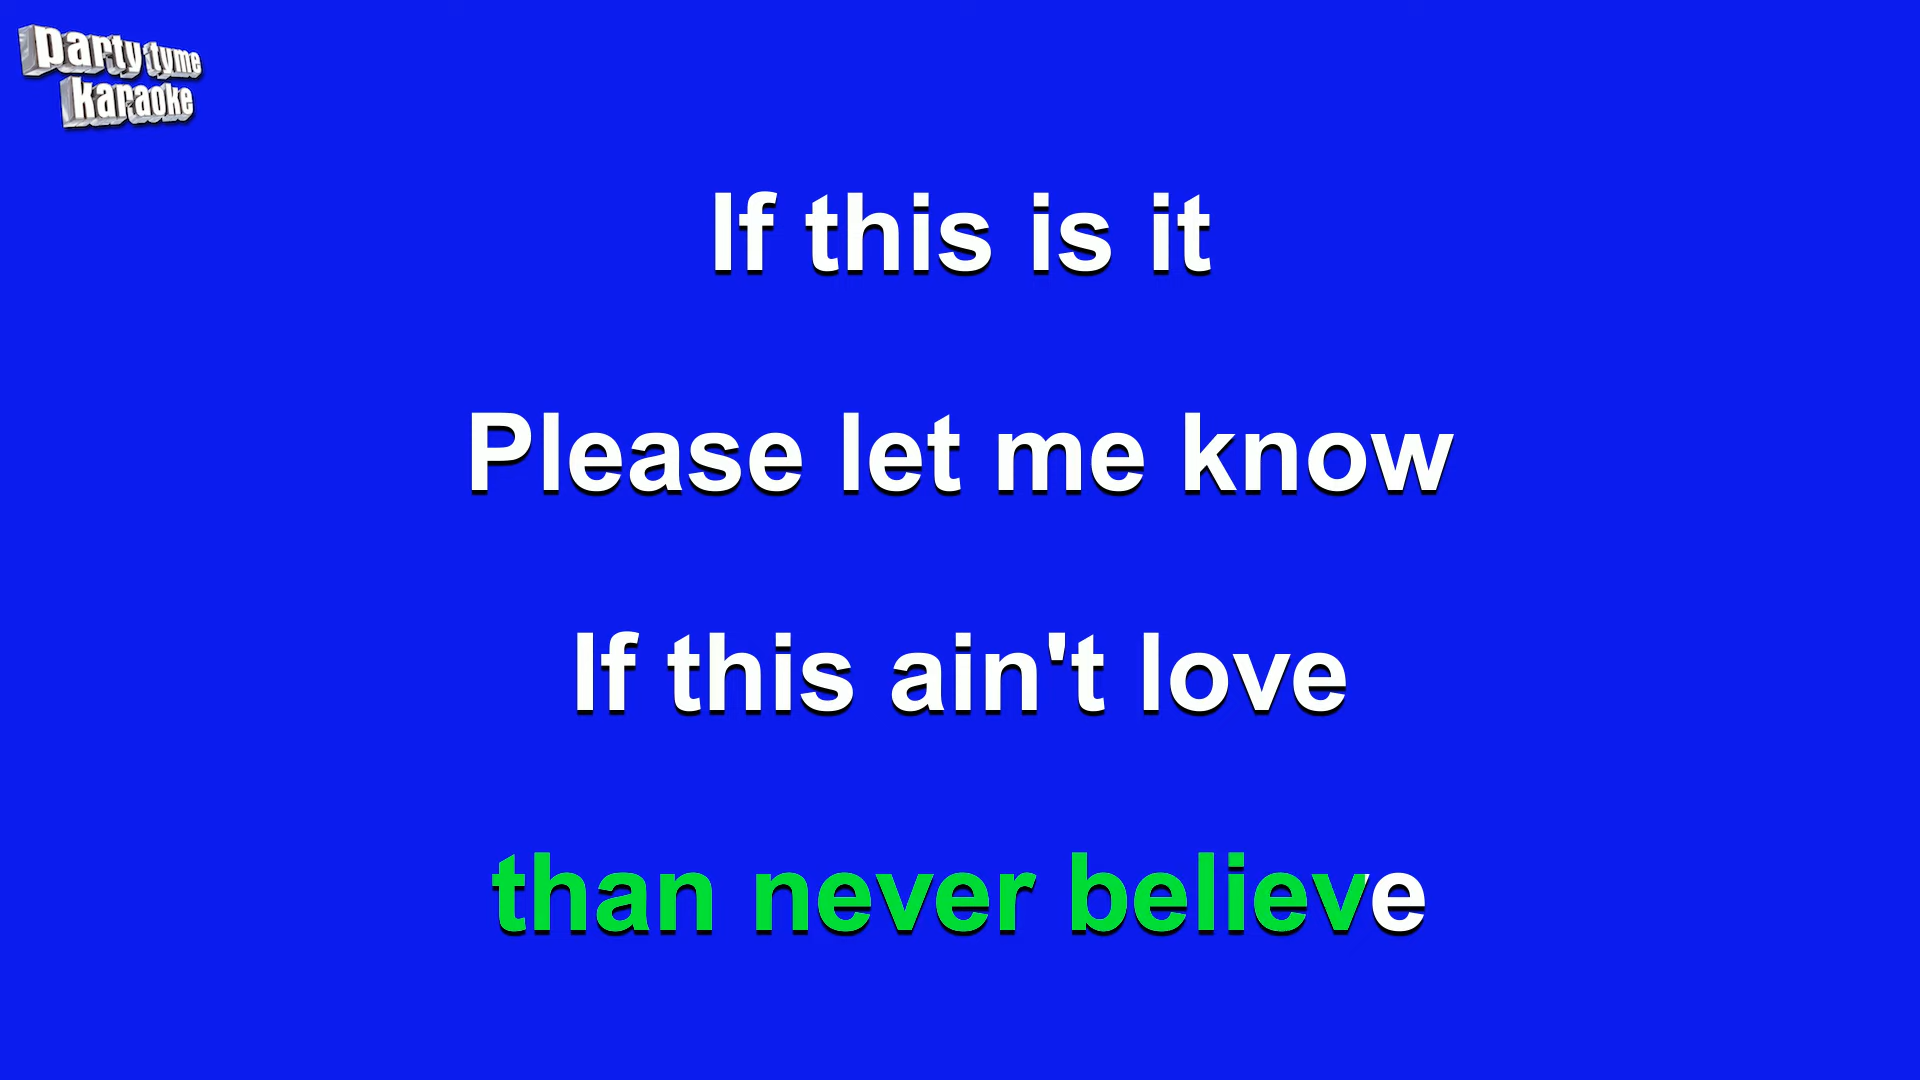 party tyme
karaoke
If this is it
Please let me know
If this ain't love
than never believe